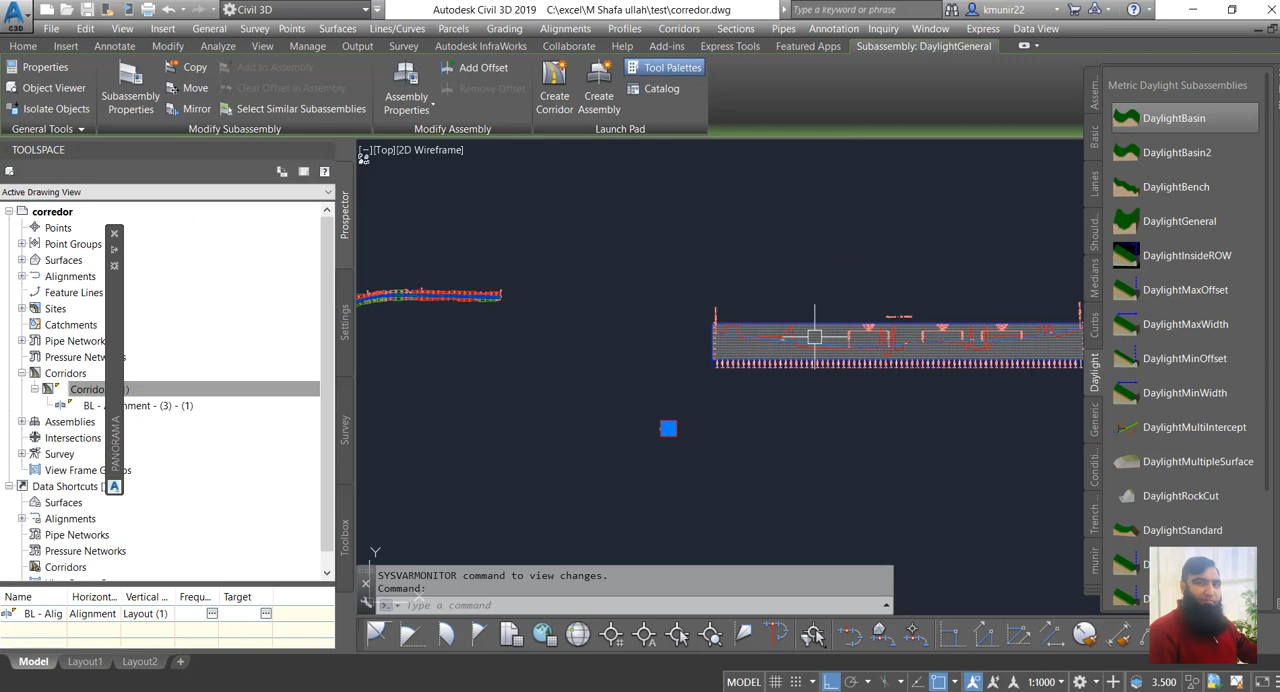 Civil 3D
Autodesk Civil 3D 2019 C:\excel\M Shafa ullah\test\corredor.dwg
Type a keyword or phrase
kmunir22
C3D
File Edit View Insert General Survey Points Surfaces Lines/Curves Parcels Grading Alignments Profiles Corridors Sections Pipes Annotation Inquiry Window Express Data View
Home Insert Annotate Modify Analyze View Manage Output Survey Autodesk InfraWorks Collaborate Help Add-ins Express Tools Featured Apps Subassembly: DaylightGeneral
Properties
Object Viewer
Isolate Objects
General Tools
Subassembly Properties
Copy
Move
Mirror
Add to Assembly
Clear Offset in Assembly
Select Similar Subassemblies
Modify Subassembly
Assembly Properties
Add Offset
Remove Offset
Modify Assembly
Create Corridor
Create Assembly
Tool Palettes
Catalog
Launch Pad
TOOLSPACE
Active Drawing View
corredor
Points
Point Groups
Surfaces
Alignments
Feature Lines
Sites
Catchments
Pipe Network
Pressure Netw
Corridors
Corrido
BL - A
nment - (3) - (1)
Assemblies
Intersections
Survey
View Frame G
Data Shortcuts [
Surfaces
Alignments
Pipe Networks
Pressure Networks
Corridors
PANORAMA
Prospector
Settings
Survey
Toolbox
Name Horizont... Vertical ... Frequ... Target
BL - Alig Alignment Layout (1)
[−][Top][2D Wireframe]
Y
SYSVARMONITOR command to view changes.
Command:
Type a command
Metric Daylight Subassemblies
DaylightBasin
DaylightBasin2
DaylightBench
DaylightGeneral
DaylightInsideROW
DaylightMaxOffset
DaylightMaxWidth
DaylightMinOffset
DaylightMinWidth
DaylightMultiIntercept
DaylightMultipleSurface
DaylightRockCut
DaylightStandard
Assem...
Basic
Lanes
Shoul...
Medians
Curbs
Daylight
Generic
Conditi...
Trench ...
munir
Model Layout1 Layout2 +
MODEL 1:1000 3.500